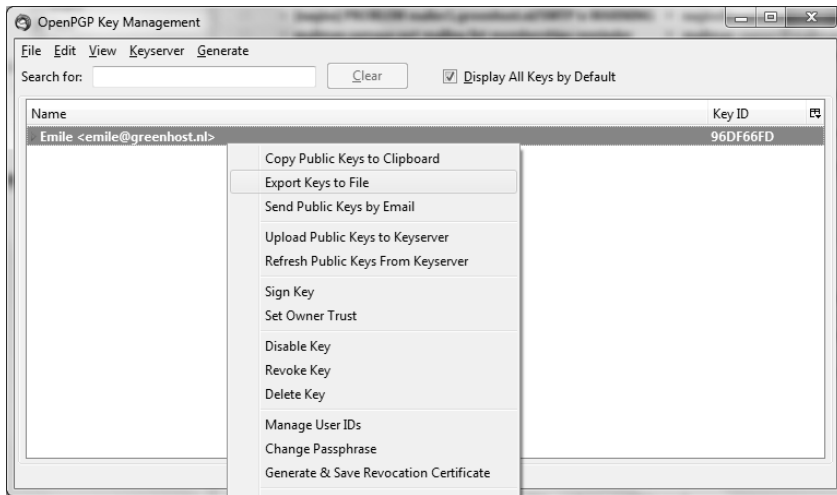 OpenPGP Key Management
File Edit View Keyserver Generate
Search for: Clear Display All Keys by Default
Name Key ID
Emile <emile@greenhost.nl> 96DF66FD
Copy Public Keys to Clipboard
Export Keys to File
Send Public Keys by Email
Upload Public Keys to Keyserver
Refresh Public Keys From Keyserver
Sign Key
Set Owner Trust
Disable Key
Revoke Key
Delete Key
Manage User IDs
Change Passphrase
Generate & Save Revocation Certificate